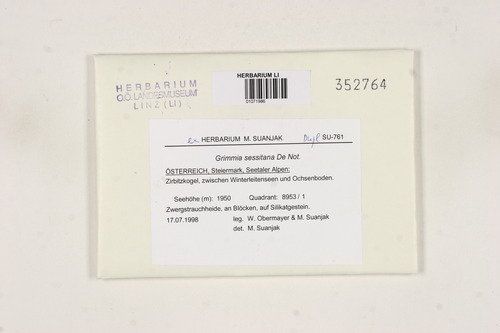 HERBARIUM
O.Ö. LANDESMUSEUM
LINZ (LI)
HERBARIUM LI
01071986
352764
ex HERBARIUM M. SUANJAK Dupl SU-761
Grimmia sessitana De Not.
ÖSTERREICH, Steiermark, Seetaler Alpen:
Zirbitzkogel, zwischen Winterleitenseen und Ochsenboden.
Seehöhe (m): 1950 Quadrant: 8953 / 1
Zwergstrauchheide, an Blöcken, auf Silikatgestein.
17.07.1998 leg. W. Obermayer & M. Suanjak
det. M. Suanjak